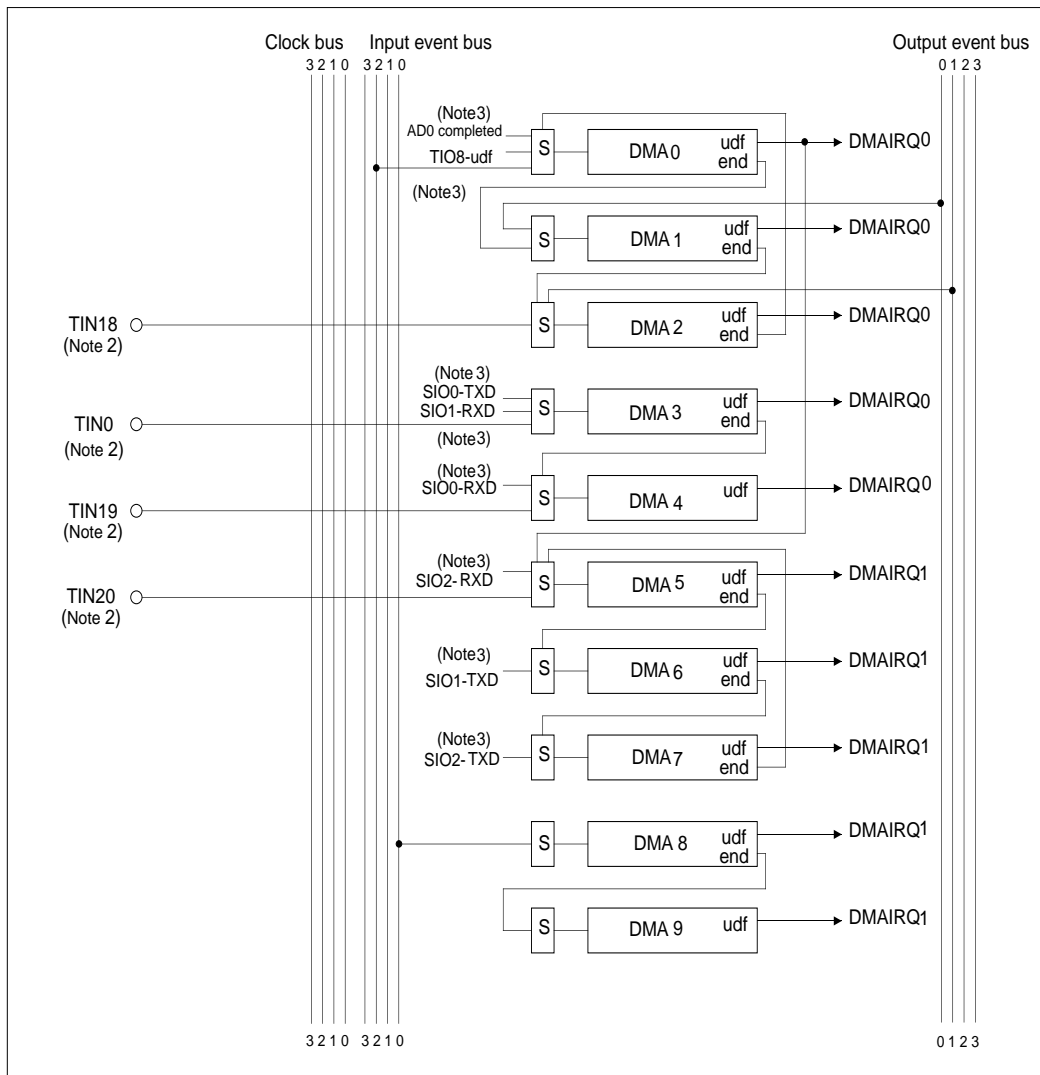 Clock bus Input event bus Output event bus
3 2 1 0 3 2 1 0 0 1 2 3
(Note3)
AD0 completed
TIO8-udf
S
DMA0
udf
end
DMAIRQ0
(Note3)
S
DMA 1
udf
end
DMAIRQ0
TIN18
(Note 2)
S
DMA 2
udf
end
DMAIRQ0
(Note 3)
SIO0-TXD
SIO1-RXD
TIN0
(Note 2)
(Note3)
S
DMA 3
udf
end
DMAIRQ0
(Note3)
SIO0-RXD
TIN19
(Note 2)
S
DMA 4
udf
DMAIRQ0
(Note3)
SIO2-RXD
TIN20
(Note 2)
S
DMA 5
udf
end
DMAIRQ1
(Note3)
SIO1-TXD
S
DMA 6
udf
end
DMAIRQ1
(Note3)
SIO2-TXD
S
DMA7
udf
end
DMAIRQ1
S
DMA 8
udf
end
DMAIRQ1
S
DMA 9
udf
DMAIRQ1
3 2 1 0 3 2 1 0 0 1 2 3